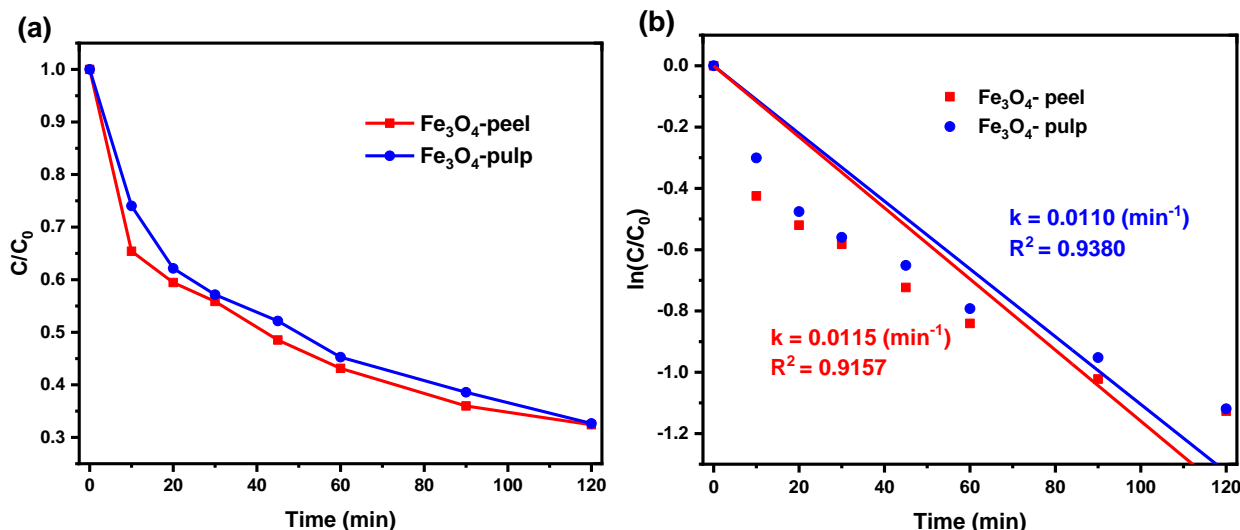 (a)
1.0
0.9
0.8
0.7
0.6
0.5
0.4
0.3
C/C₀
0
20
40
60
80
100
120
Time (min)
Fe₃O₄-peel
Fe₃O₄-pulp
(b)
0.0
-0.2
-0.4
-0.6
-0.8
-1.0
-1.2
ln(C/C₀)
0
20
40
60
80
100
120
Time (min)
Fe₃O₄- peel
Fe₃O₄- pulp
k = 0.0110 (min⁻¹)
R² = 0.9380
k = 0.0115 (min⁻¹)
R² = 0.9157